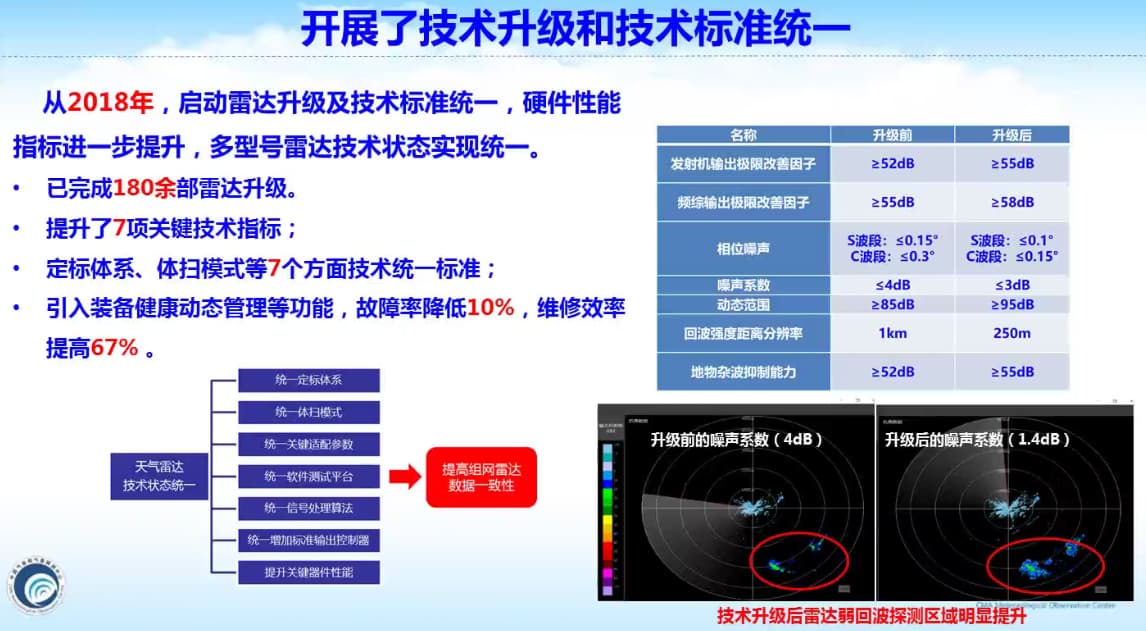 开展了技术升级和技术标准统一
从2018年，启动雷达升级及技术标准统一，硬件性能
指标进一步提升，多型号雷达技术状态实现统一。
• 已完成180余部雷达升级。
• 提升了7项关键技术指标；
• 定标体系、体扫模式等7个方面技术统一标准；
• 引入装备健康动态管理等功能，故障率降低10%，维修效率
提高67% 。
天气雷达
技术状态统一
统一定标体系
统一体扫模式
统一关键适配参数
统一软件测试平台
统一信号处理算法
统一增加标准输出控制器
提升关键器件性能
提高组网雷达
数据一致性
名称 升级前 升级后
发射机输出极限改善因子 ≥52dB ≥55dB
频综输出极限改善因子 ≥55dB ≥58dB
相位噪声 S波段：≤0.15° S波段：≤0.1°
C波段：≤0.3° C波段：≤0.15°
噪声系数 ≤4dB ≤3dB
动态范围 ≥85dB ≥95dB
回波强度距离分辨率 1km 250m
地物杂波抑制能力 ≥52dB ≥55dB
升级前的噪声系数（4dB）
升级后的噪声系数（1.4dB）
CMA Meteorological Observation Center
技术升级后雷达弱回波探测区域明显提升